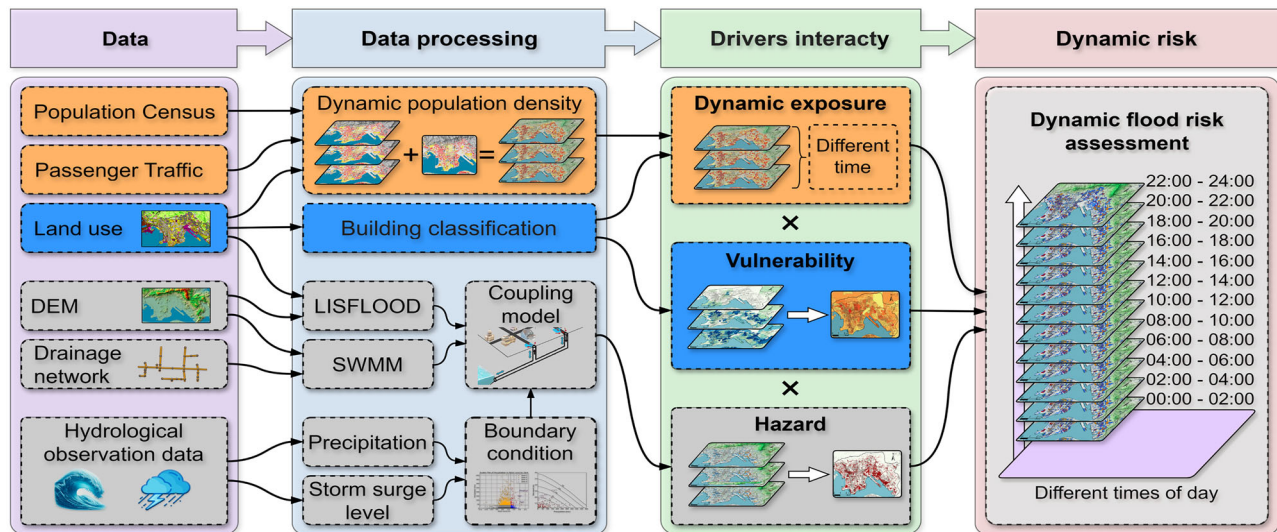 Data
Data processing
Drivers interacty
Dynamic risk
Population Census
Passenger Traffic
Land use
DEM
Drainage
network
Hydrological
observation data
Dynamic population density
+
=
Building classification
LISFLOOD
SWMM
Coupling
model
Precipitation
Storm surge
level
Boundary
condition
Dynamic exposure
Different
time
×
Vulnerability
×
Hazard
Dynamic flood risk
assessment
22:00 - 24:00
20:00 - 22:00
18:00 - 20:00
16:00 - 18:00
14:00 - 16:00
12:00 - 14:00
10:00 - 12:00
08:00 - 10:00
06:00 - 08:00
04:00 - 06:00
02:00 - 04:00
00:00 - 02:00
Different times of day